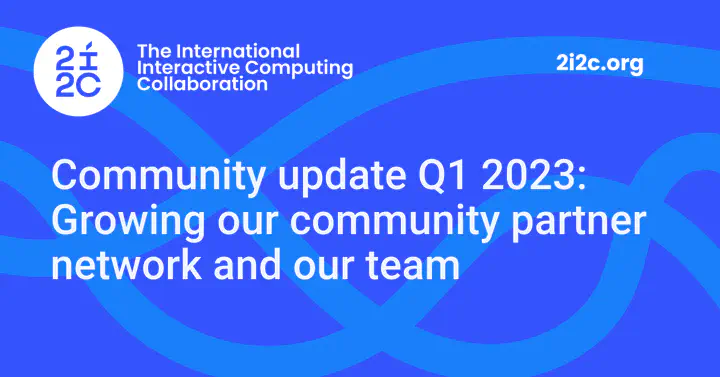 2i
2C
The International
Interactive Computing
Collaboration
2i2c.org
Community update Q1 2023:
Growing our community partner
network and our team